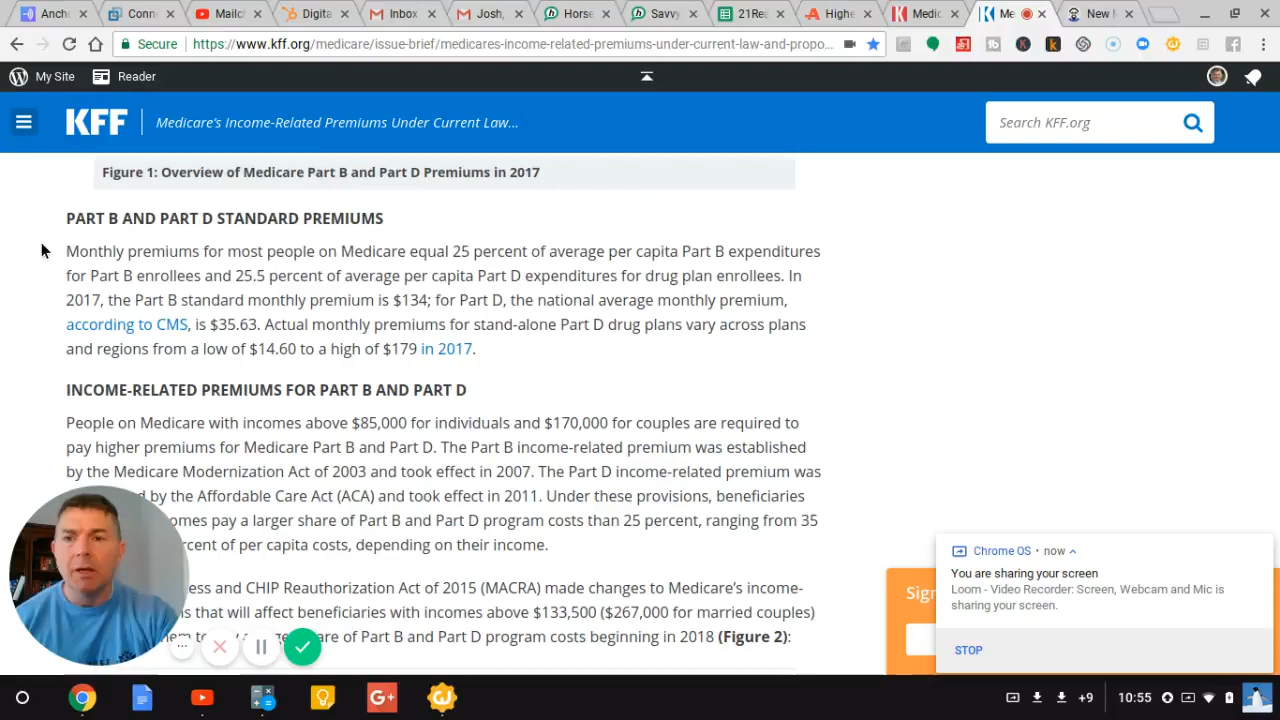 Ancho
Conn
Mailch
Digita
Inbox
Josh,
Horse
Savvy
21Rea
Highe
Medic
Me
New M
Secure
https://www.kff.org/medicare/issue-brief/medicares-income-related-premiums-under-current-law-and-propo...
My Site
Reader
KFF
Medicare's Income-Related Premiums Under Current Law...
Search KFF.org
Figure 1: Overview of Medicare Part B and Part D Premiums in 2017
PART B AND PART D STANDARD PREMIUMS
Monthly premiums for most people on Medicare equal 25 percent of average per capita Part B expenditures
for Part B enrollees and 25.5 percent of average per capita Part D expenditures for drug plan enrollees. In
2017, the Part B standard monthly premium is $134; for Part D, the national average monthly premium,
according to CMS, is $35.63. Actual monthly premiums for stand-alone Part D drug plans vary across plans
and regions from a low of $14.60 to a high of $179 in 2017.
INCOME-RELATED PREMIUMS FOR PART B AND PART D
People on Medicare with incomes above $85,000 for individuals and $170,000 for couples are required to
pay higher premiums for Medicare Part B and Part D. The Part B income-related premium was established
by the Medicare Modernization Act of 2003 and took effect in 2007. The Part D income-related premium was
d by the Affordable Care Act (ACA) and took effect in 2011. Under these provisions, beneficiaries
omes pay a larger share of Part B and Part D program costs than 25 percent, ranging from 35
rcent of per capita costs, depending on their income.
ess and CHIP Reauthorization Act of 2015 (MACRA) made changes to Medicare's income-
s that will affect beneficiaries with incomes above $133,500 ($267,000 for married couples)
are of Part B and Part D program costs beginning in 2018 (Figure 2):
Sign
Chrome OS • now
You are sharing your screen
Loom - Video Recorder: Screen, Webcam and Mic is
sharing your screen.
STOP
G+
+9
10:55